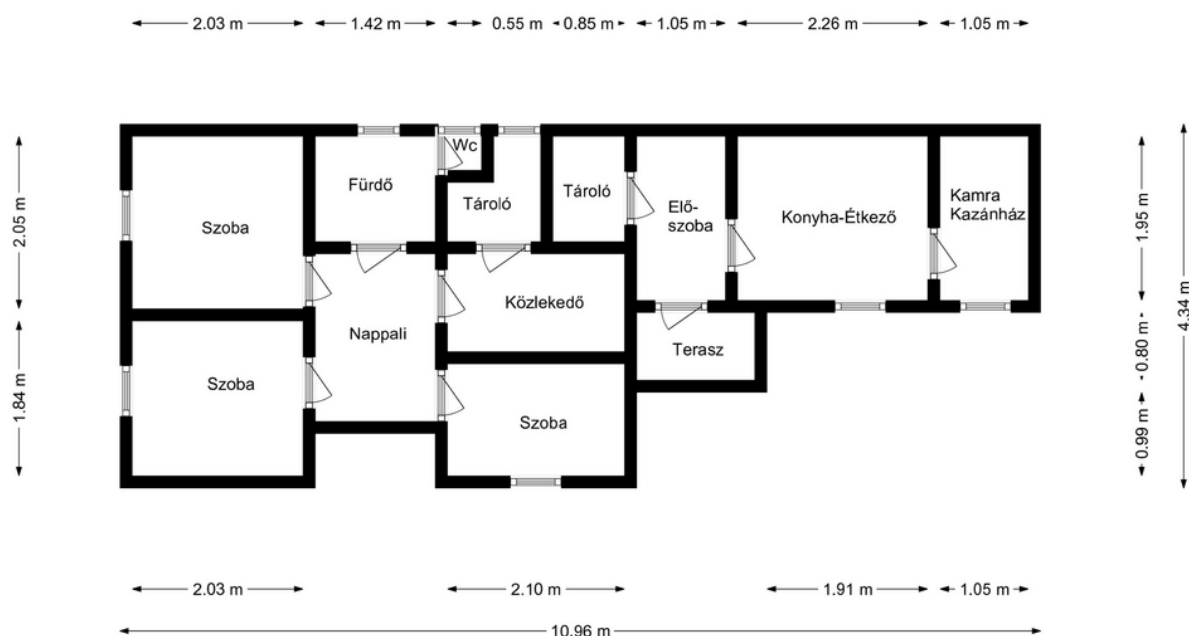 2.03 m
1.42 m
0.55 m
0.85 m
1.05 m
2.26 m
1.05 m
2.05 m
1.84 m
Wc
Fürdő
Tároló
Tároló
Szoba
Elő-
szoba
Konyha-Étkező
Kamra
Kazánház
Közlekedő
Nappali
Terasz
Szoba
Szoba
1.95 m
0.80 m
0.99 m
4.34 m
2.03 m
2.10 m
1.91 m
1.05 m
10.96 m